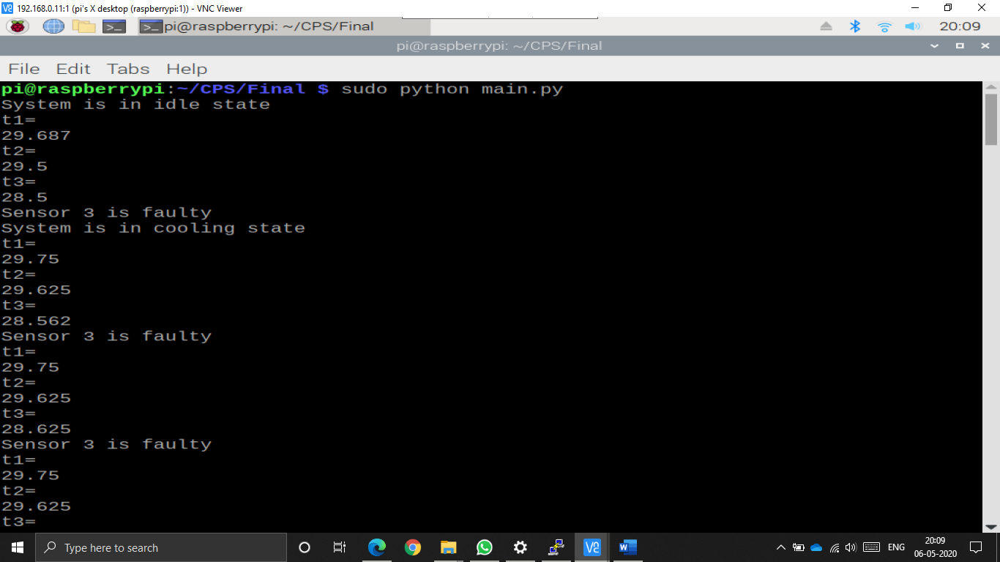 192.168.0.11:1 (pi's X desktop (raspberrypi:1)) - VNC Viewer
pi@raspberrypi: ~/CPS/Final
20:09
pi@raspberrypi: ~/CPS/Final
File Edit Tabs Help
pi@raspberrypi:~/CPS/Final $ sudo python main.py
System is in idle state
t1=
29.687
t2=
29.5
t3=
28.5
Sensor 3 is faulty
System is in cooling state
t1=
29.75
t2=
29.625
t3=
28.562
Sensor 3 is faulty
t1=
29.75
t2=
29.625
t3=
28.625
Sensor 3 is faulty
t1=
29.75
t2=
29.625
t3=
Type here to search
ENG
20:09
06-05-2020